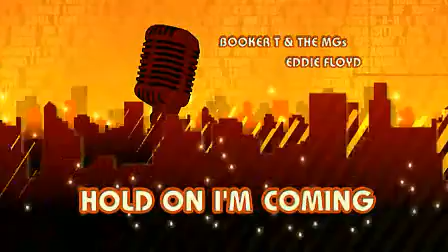 BOOKER T & THE MGs
EDDIE FLOYD
HOLD ON I'M COMING